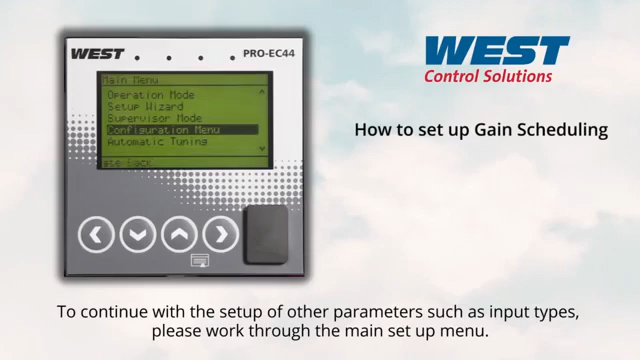 WEST
PRO-EC44
Main Menu
Operation Mode
Setup Wizard
Supervisor Mode
Configuration Menu
Automatic Tuning
WEST
Control Solutions
How to set up Gain Scheduling
To continue with the setup of other parameters such as input types,
please work through the main set up menu.